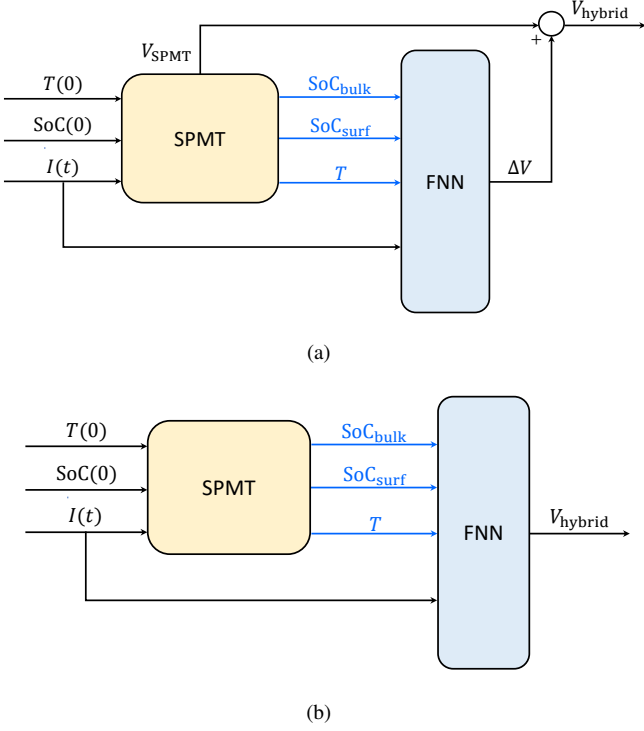 V_hybrid
V_SPMT
+
T(0)
SoC_bulk
SoC(0)
SPMT
SoC_surf
I(t)
T
FNN
ΔV
(a)
T(0)
SoC_bulk
SoC(0)
SPMT
SoC_surf
I(t)
T
FNN
V_hybrid
(b)